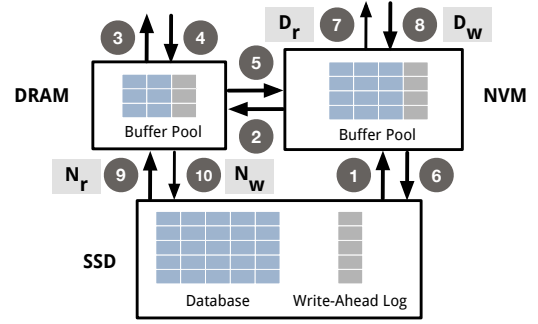 3
4
Dr
7
8
Dw
5
DRAM
NVM
Buffer Pool
Buffer Pool
2
Nr
9
10
Nw
1
6
SSD
Database
Write-Ahead Log